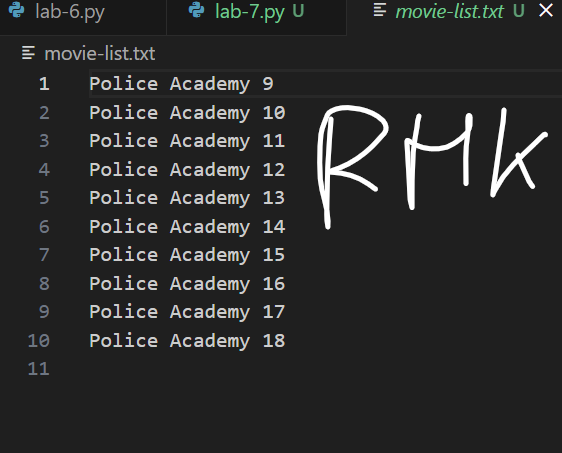 lab-6.py lab-7.py U movie-list.txt U
movie-list.txt
1 Police Academy 9
2 Police Academy 10
3 Police Academy 11
4 Police Academy 12
5 Police Academy 13
6 Police Academy 14
7 Police Academy 15
8 Police Academy 16
9 Police Academy 17
10 Police Academy 18
11
RMK